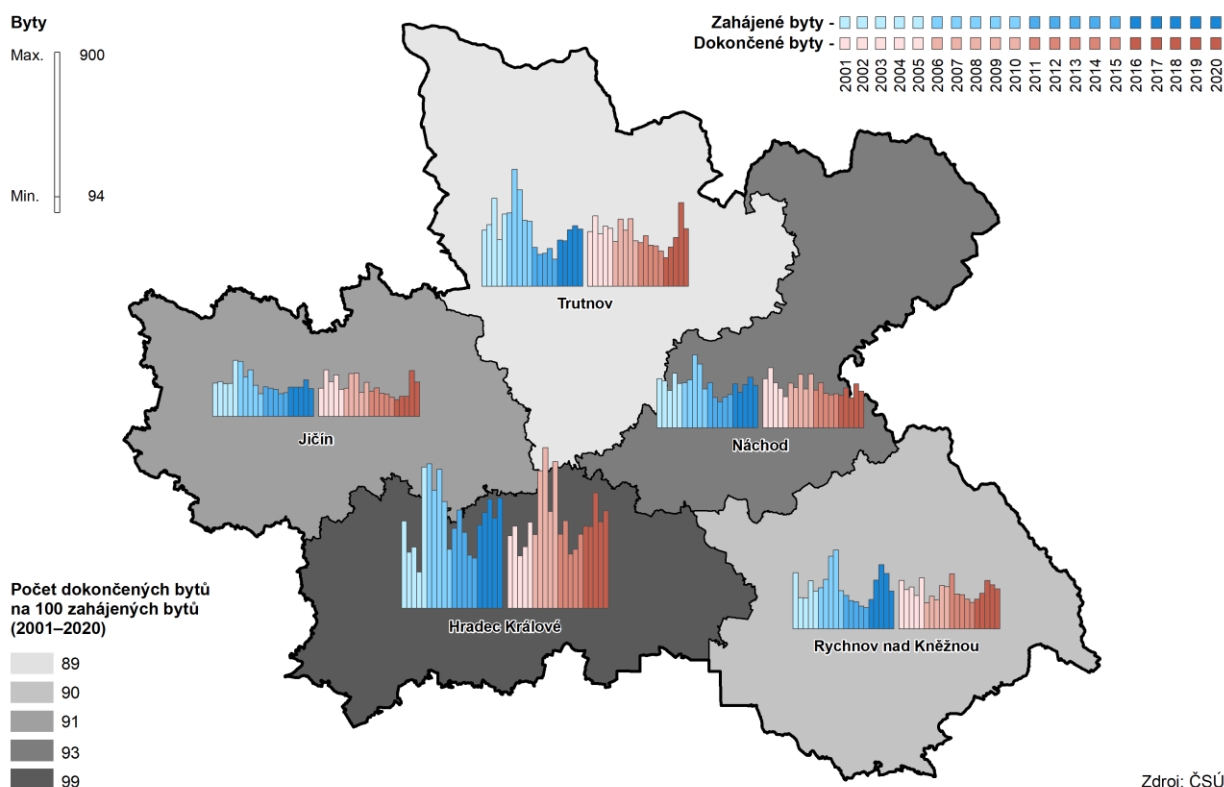 Byty
Max. 900
Min. 94
Zahájené byty -
Dokončené byty -
2001 2002 2003 2004 2005 2006 2007 2008 2009 2010 2011 2012 2013 2014 2015 2016 2017 2018 2019 2020
Trutnov
Jičín
Náchod
Hradec Králové
Rychnov nad Kněžnou
Počet dokončených bytů
na 100 zahájených bytů
(2001–2020)
89
90
91
93
99
Zdroj: ČSÚ